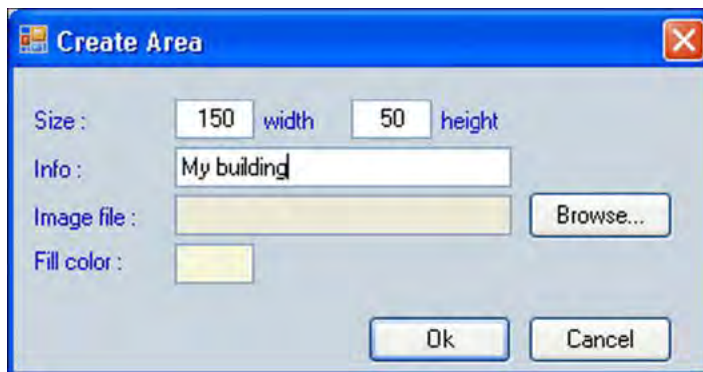 Create Area
Size : 150 width 50 height
Info : My building
Image file : Browse...
Fill color :
Ok Cancel